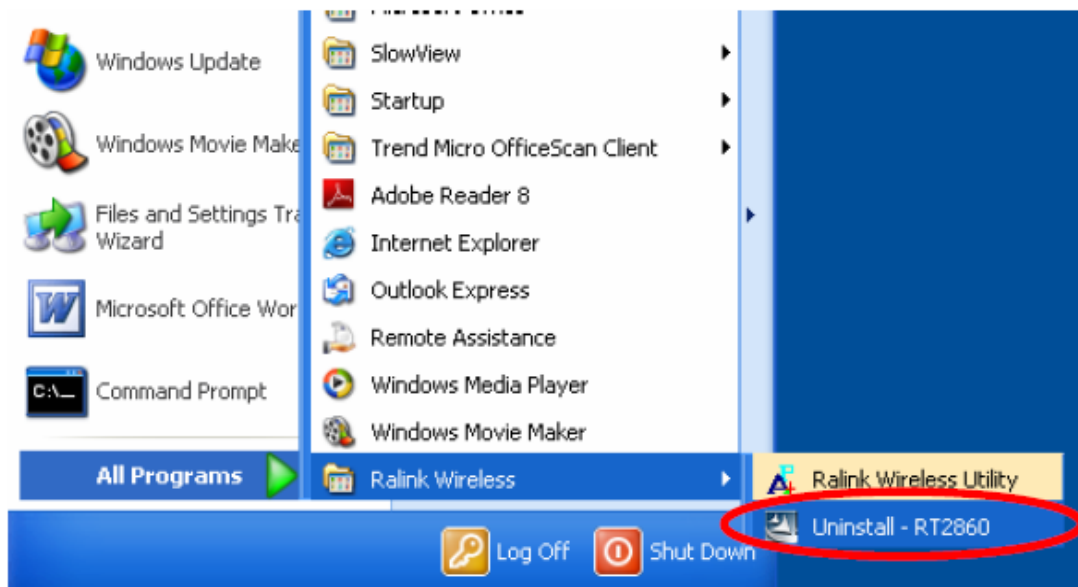 Windows Update
Windows Movie Make
Files and Settings Tra
Wizard
Microsoft Office Wor
C:\_
Command Prompt
All Programs
SlowView
Startup
Trend Micro OfficeScan Client
Adobe Reader 8
Internet Explorer
Outlook Express
Remote Assistance
Windows Media Player
Windows Movie Maker
Ralink Wireless
Ralink Wireless Utility
Uninstall - RT2860
Log Off
Shut Down